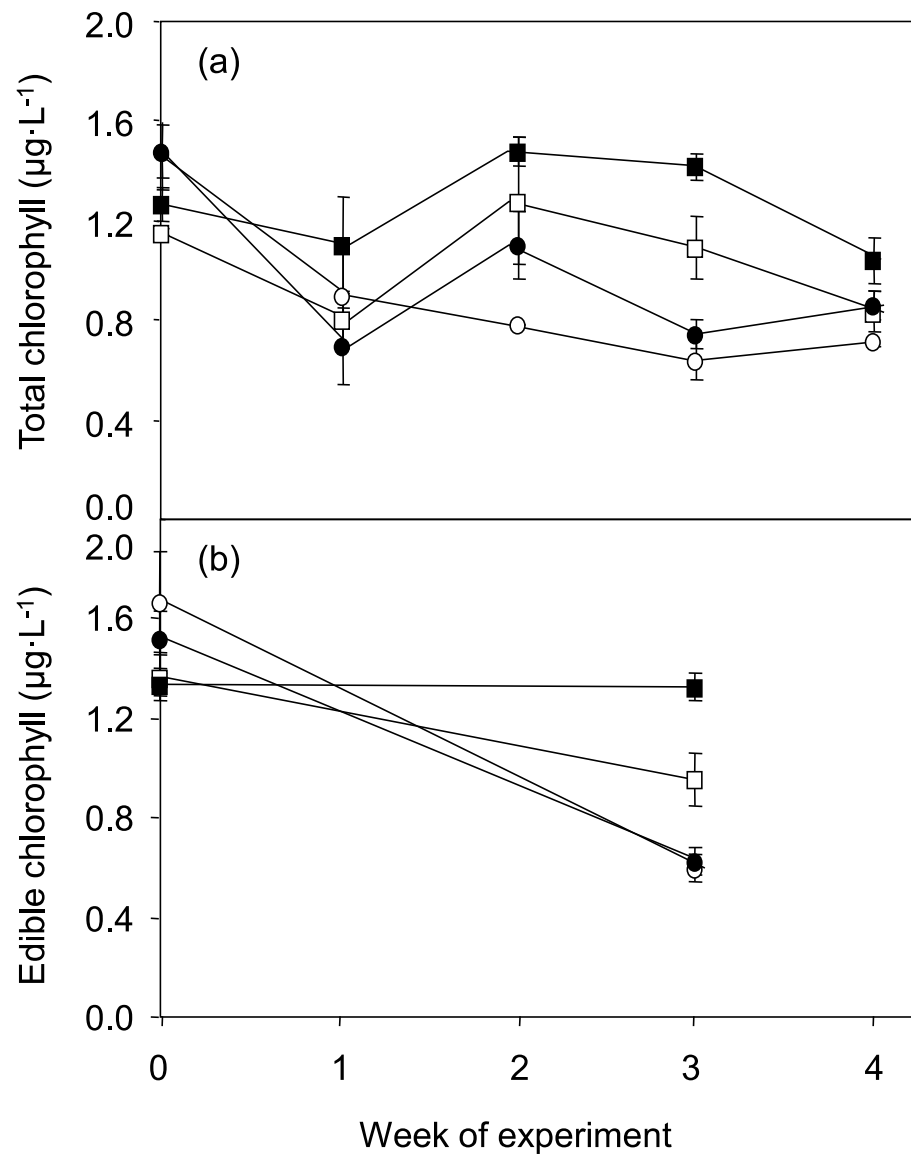 2.0
(a)
1.6
1.2
0.8
0.4
0.0
Total chlorophyll (µg·L⁻¹)
2.0
(b)
1.6
1.2
0.8
0.4
0.0
Edible chlorophyll (µg·L⁻¹)
0 1 2 3 4
Week of experiment